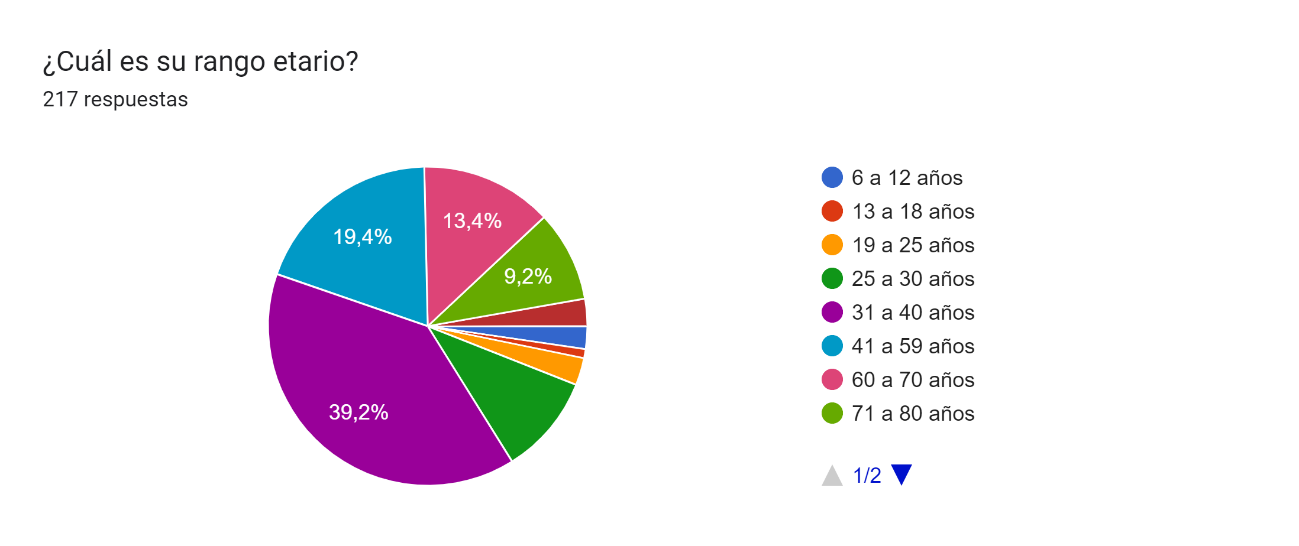 ¿Cuál es su rango etario?
217 respuestas
19,4%
13,4%
9,2%
39,2%
6 a 12 años
13 a 18 años
19 a 25 años
25 a 30 años
31 a 40 años
41 a 59 años
60 a 70 años
71 a 80 años
1/2